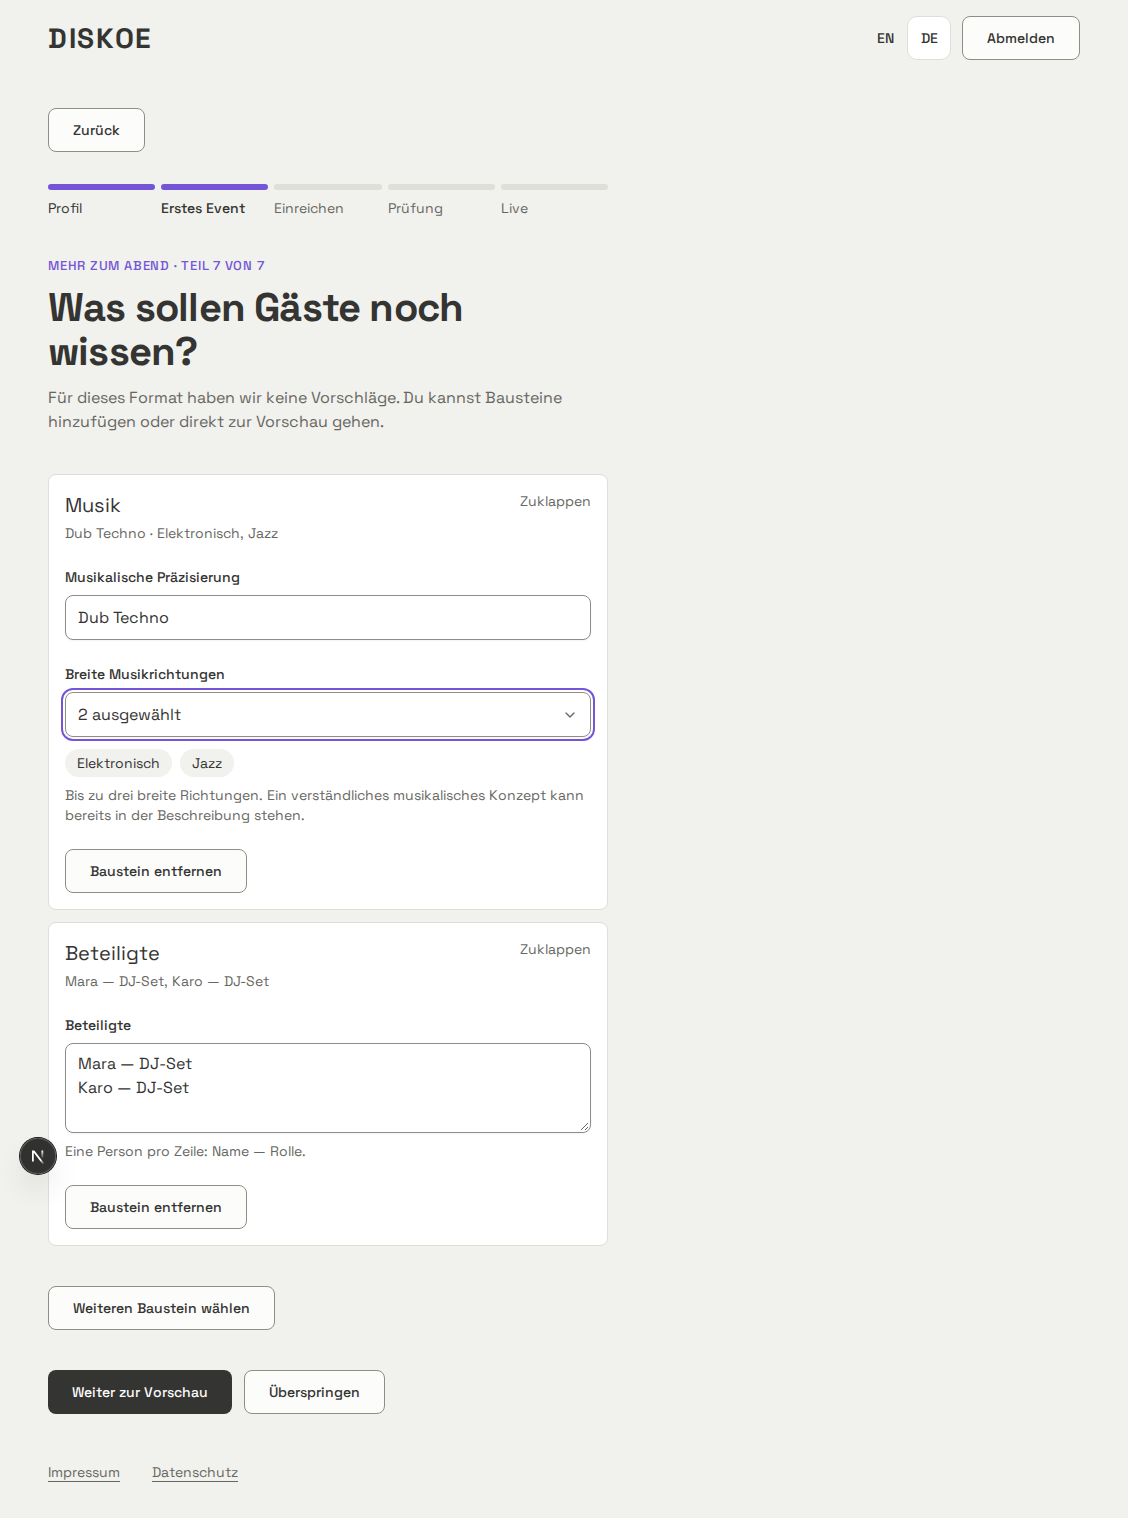 DISKOE
EN
DE
Abmelden
Zurück
Profil
Erstes Event
Einreichen
Prüfung
Live
MEHR ZUM ABEND · TEIL 7 VON 7
Was sollen Gäste noch
wissen?
Für dieses Format haben wir keine Vorschläge. Du kannst Bausteine
hinzufügen oder direkt zur Vorschau gehen.
Musik
Zuklappen
Dub Techno · Elektronisch, Jazz
Musikalische Präzisierung
Dub Techno
Breite Musikrichtungen
2 ausgewählt
Elektronisch
Jazz
Bis zu drei breite Richtungen. Ein verständliches musikalisches Konzept kann
bereits in der Beschreibung stehen.
Baustein entfernen
Beteiligte
Zuklappen
Mara — DJ-Set, Karo — DJ-Set
Beteiligte
Mara — DJ-Set
Karo — DJ-Set
N
Eine Person pro Zeile: Name — Rolle.
Baustein entfernen
Weiteren Baustein wählen
Weiter zur Vorschau
Überspringen
Impressum
Datenschutz